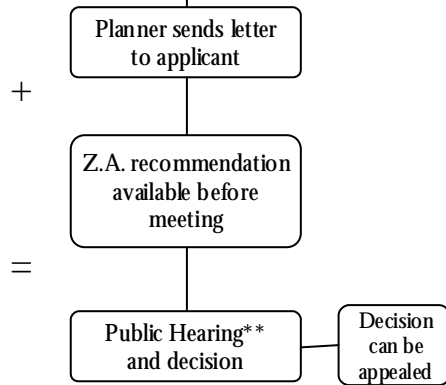 Planner sends letter
to applicant
+
Z.A. recommendation
available before
meeting
=
Public Hearing**
and decision
Decision
can be
appealed